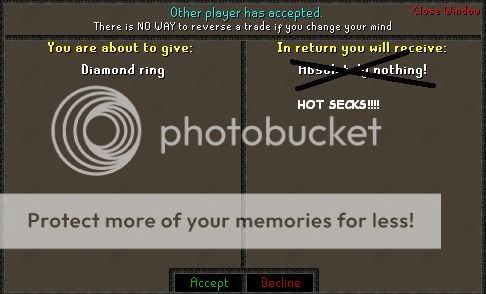 Other player has accepted.
Close Window
There is NO WAY to reverse a trade if you change your mind
You are about to give:
Diamond ring
In return you will receive:
Absolutely nothing!
HOT SECKS!!!!
photobucket
Protect more of your memories for less!
Accept
Decline